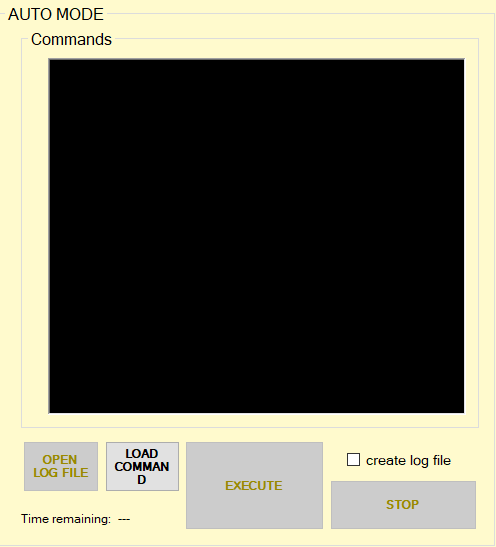 AUTO MODE
Commands
OPEN
LOG FILE
LOAD
COMMAN
D
EXECUTE
create log file
STOP
Time remaining: ---